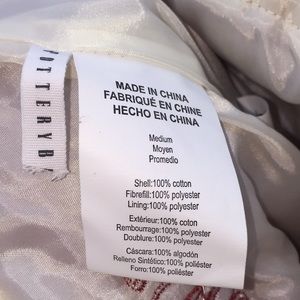 POTTERY B
MADE IN CHINA
FABRIQUÉ EN CHINE
HECHO EN CHINA
Medium
Moyen
Promedio
Shell:100% cotton
Fibrefill:100% polyester
Lining:100% polyester
Extérieur:100% coton
Rembourrage:100% polyester
Doublure:100% polyester
Cáscara:100% algodón
Relleno Sintético:100% poliéster
Forro:100% poliéster